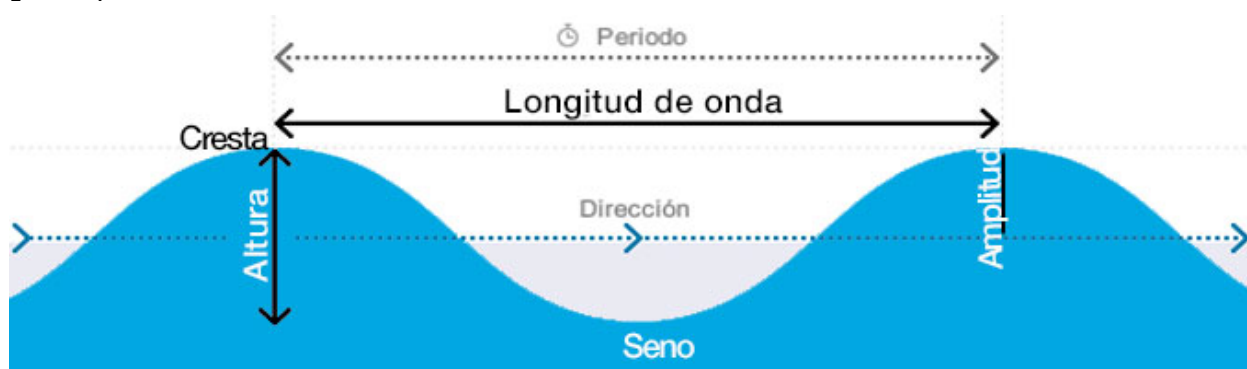 Periodo
Longitud de onda
Cresta
Altura
Dirección
Amplitud
Seno